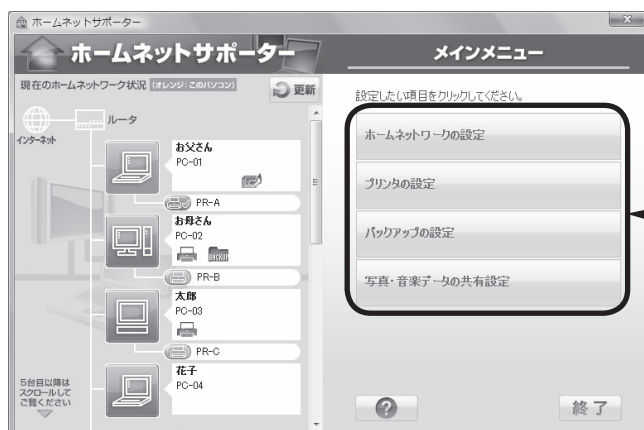 ホームネットサポーター
x
ホームネットサポーター
メインメニュー
現在のホームネットワーク状況 (オレンジ:このパソコン)
更新
インターネット
ルータ
お父さん
PC-01
PR-A
お母さん
PC-02
BACKUP
PR-B
太郎
PC-03
PR-C
花子
PC-04
5台目以降は
スクロールして
ご覧ください
設定したい項目をクリックしてください。
ホームネットワークの設定
プリンタの設定
バックアップの設定
写真・音楽データの共有設定
?
終了